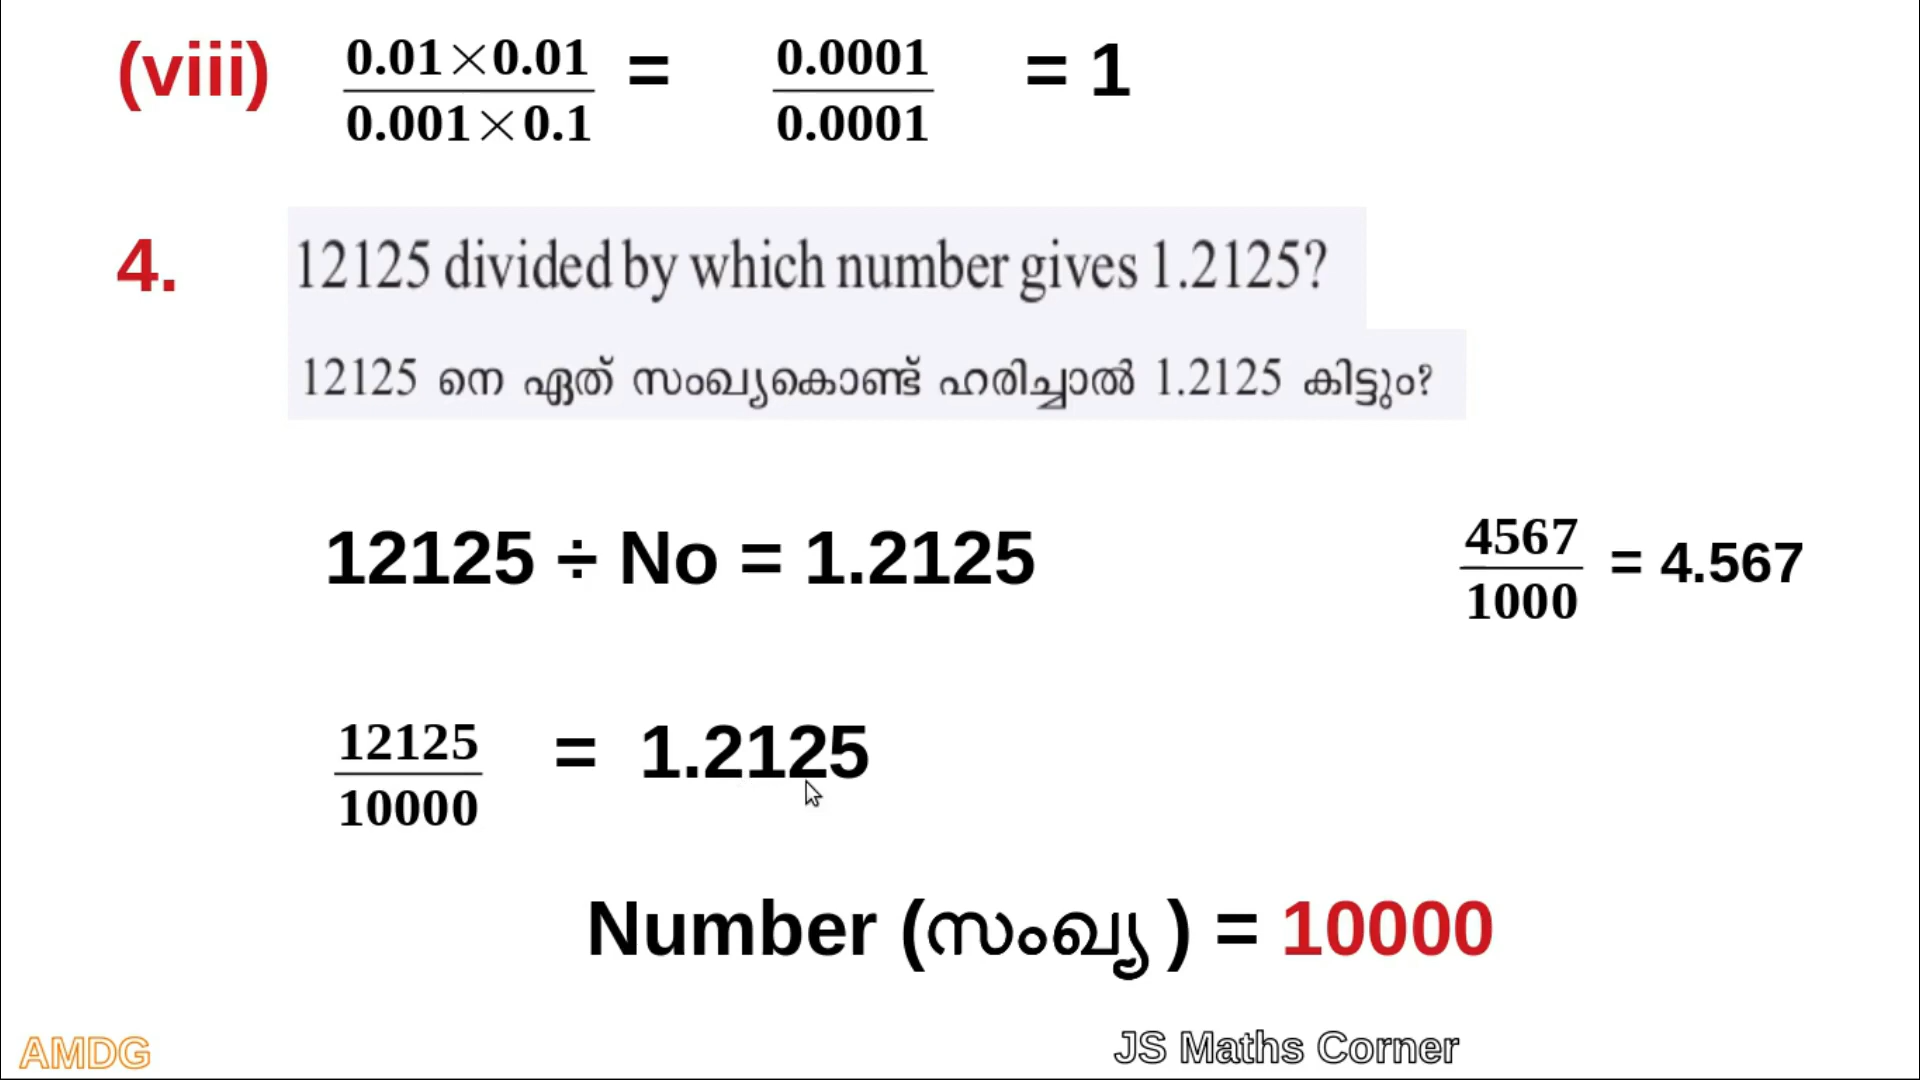 (viii) 0.01×0.01 / 0.001×0.1 = 0.0001 / 0.0001 = 1
4. 12125 divided by which number gives 1.2125?
12125 നെ ഏത് സംഖ്യകൊണ്ട് ഹരിച്ചാൽ 1.2125 കിട്ടും?
12125 ÷ No = 1.2125
4567 / 1000 = 4.567
12125 / 10000 = 1.2125
Number (സംഖ്യ ) = 10000
AMDG
JS Maths Corner